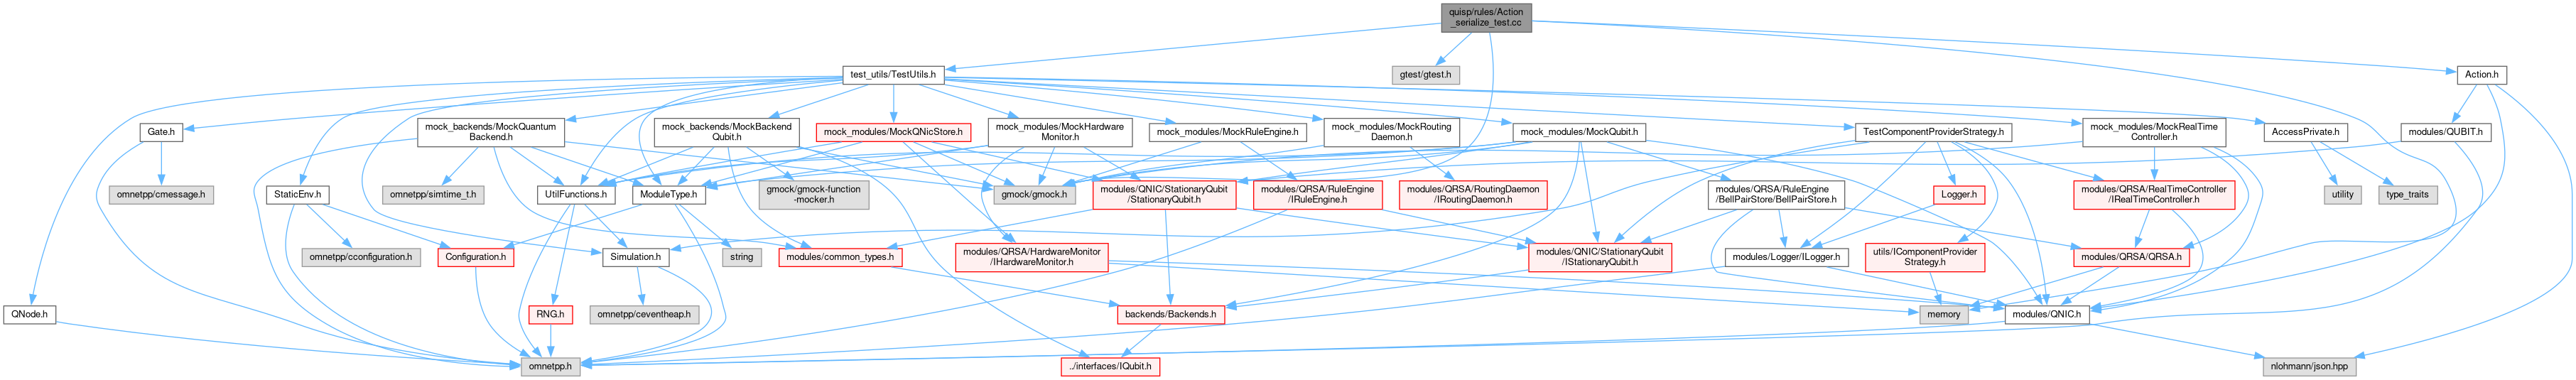 quisp/rules/Action
_serialize_test.cc
test_utils/TestUtils.h
gtest/gtest.h
Action.h
Gate.h
mock_backends/MockQuantum
Backend.h
mock_backends/MockBackend
Qubit.h
mock_modules/MockQNicStore.h
mock_modules/MockHardware
Monitor.h
mock_modules/MockRuleEngine.h
mock_modules/MockRouting
Daemon.h
mock_modules/MockQubit.h
TestComponentProviderStrategy.h
mock_modules/MockRealTime
Controller.h
AccessPrivate.h
modules/QUBIT.h
omnetpp/cmessage.h
StaticEnv.h
omnetpp/simtime_t.h
UtilFunctions.h
ModuleType.h
gmock/gmock-function
-mocker.h
gmock/gmock.h
modules/QNIC/StationaryQubit
/StationaryQubit.h
modules/QRSA/RuleEngine
/IRuleEngine.h
modules/QRSA/RoutingDaemon
/IRoutingDaemon.h
modules/QRSA/RuleEngine
/BellPairStore/BellPairStore.h
Logger.h
modules/QRSA/RealTimeController
/IRealTimeController.h
utility
type_traits
omnetpp/cconfiguration.h
Configuration.h
Simulation.h
string
modules/common_types.h
modules/QRSA/HardwareMonitor
/IHardwareMonitor.h
modules/QNIC/StationaryQubit
/IStationaryQubit.h
modules/Logger/ILogger.h
utils/IComponentProvider
Strategy.h
modules/QRSA/QRSA.h
QNode.h
RNG.h
omnetpp/ceventheap.h
backends/Backends.h
memory
modules/QNIC.h
omnetpp.h
../interfaces/IQubit.h
nlohmann/json.hpp